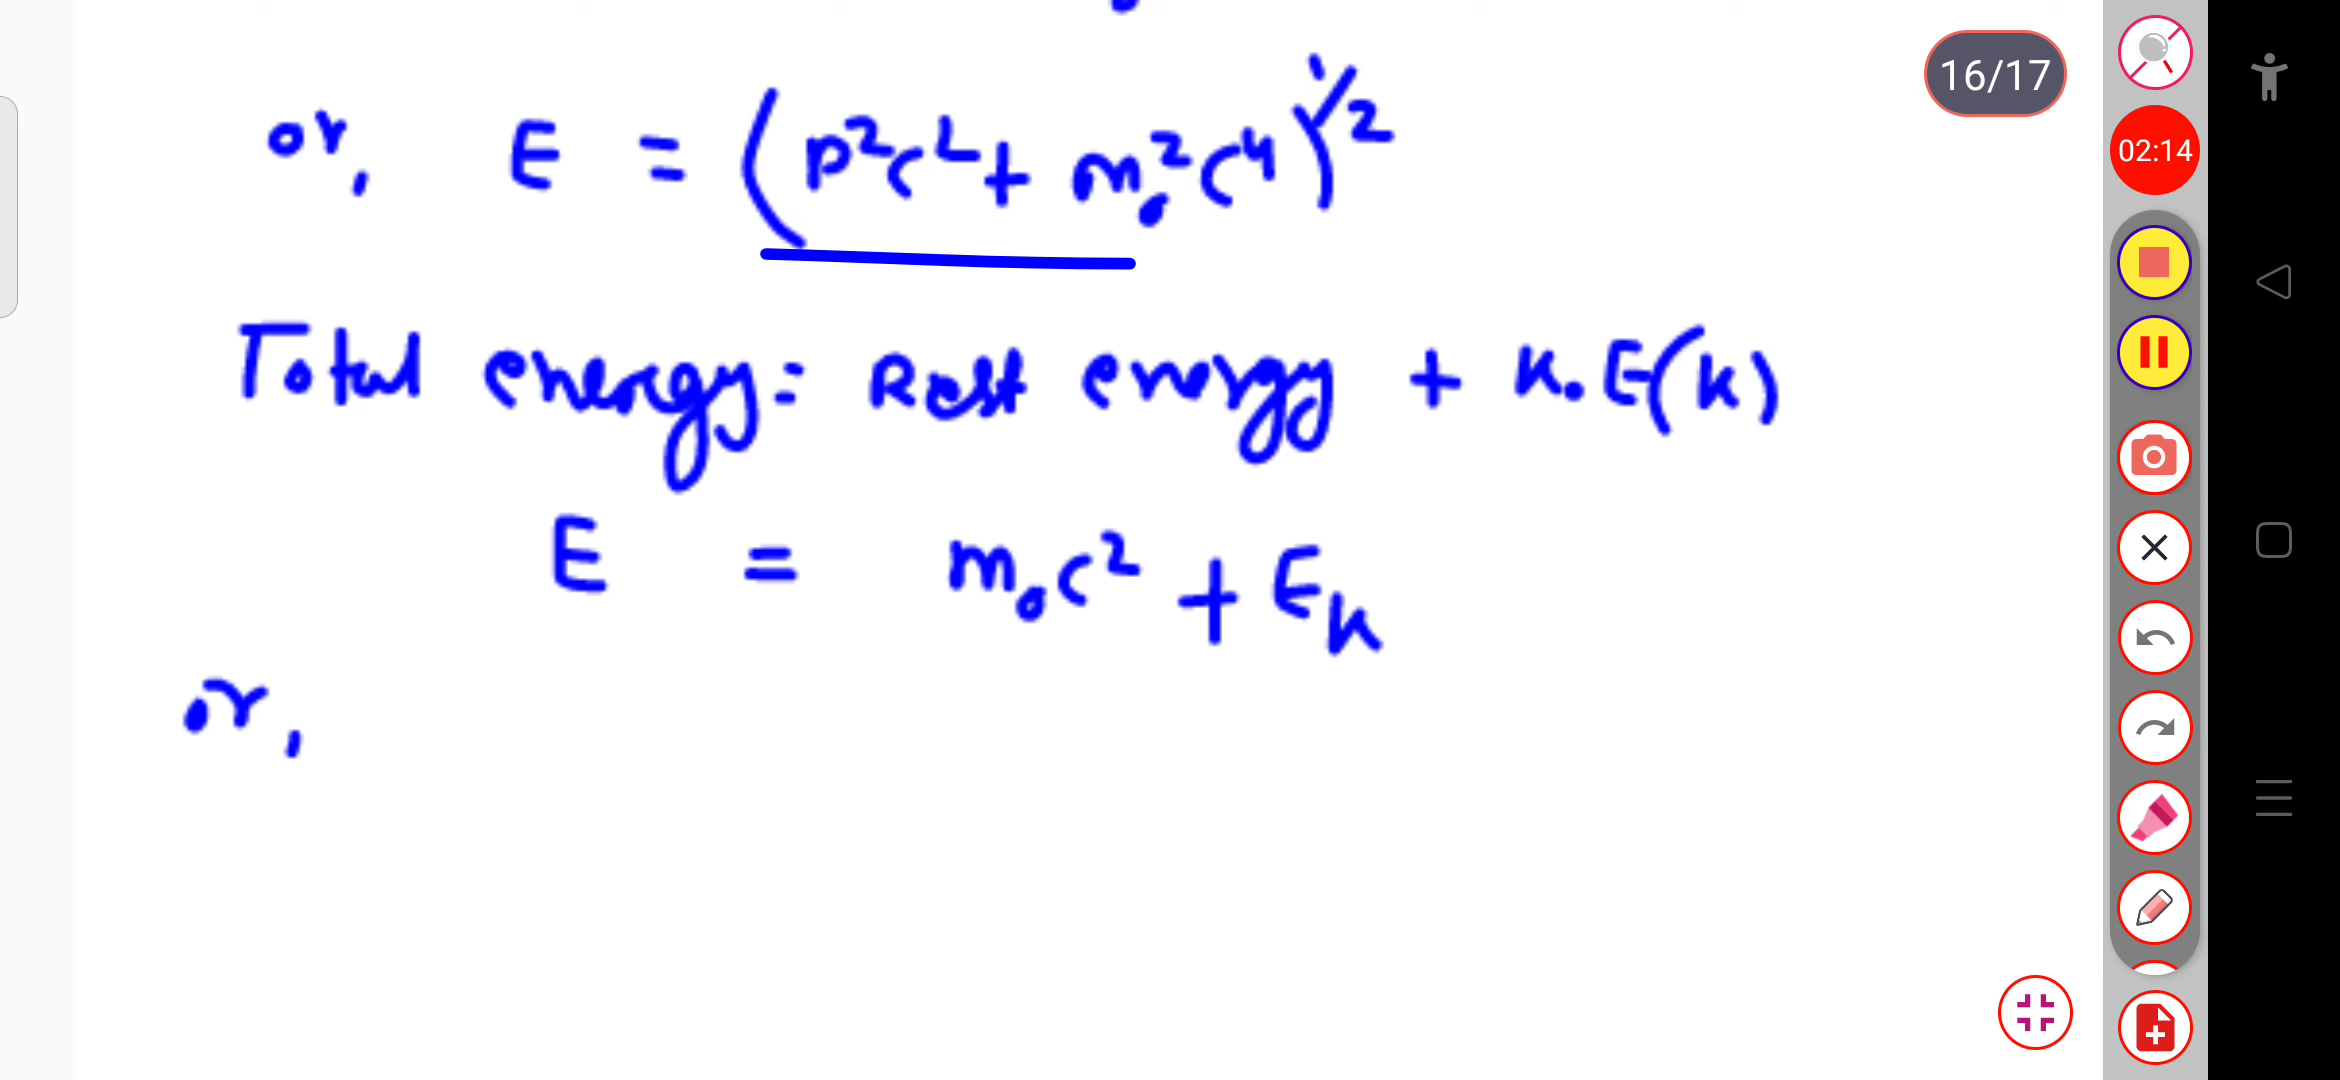 16/17
02:14
or, E = (p²c² + m₀²c⁴)^1/2
Total energy = Rest energy + K.E(K)
E = m₀c² + Eₖ
or,